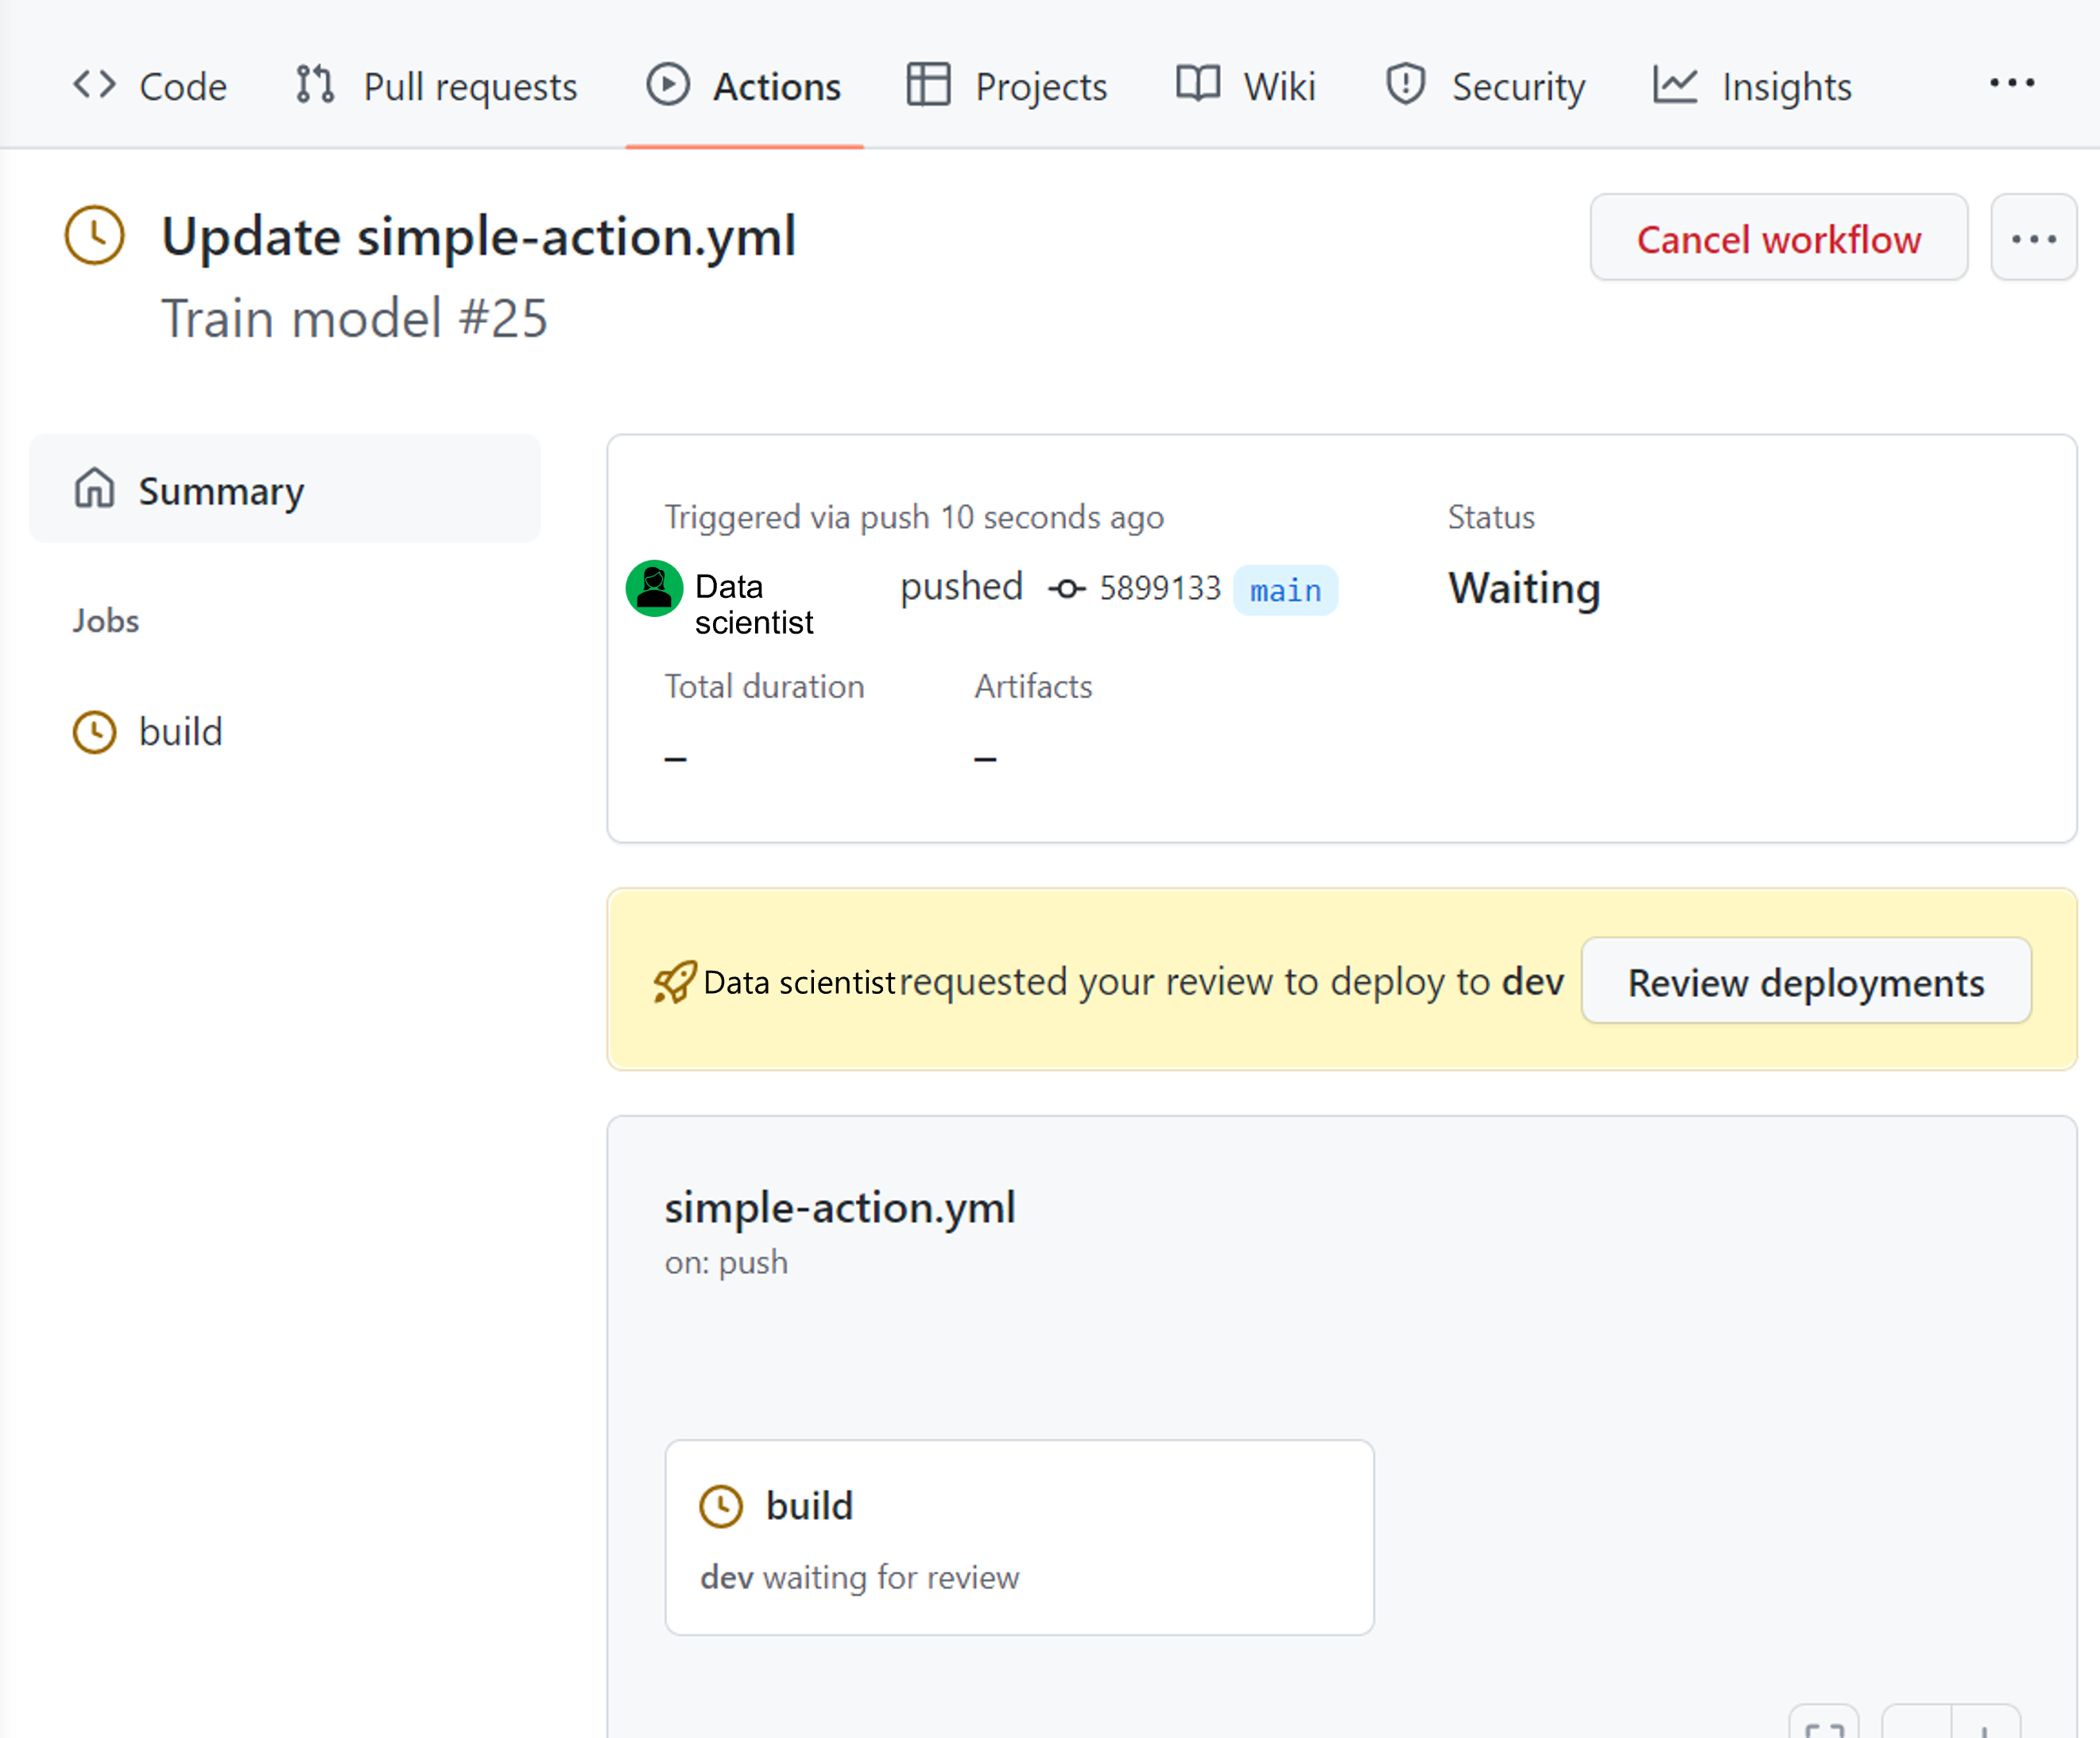 Code Pull requests Actions Projects Wiki Security Insights ...
Update simple-action.yml
Cancel workflow ...
Train model #25
Summary
Jobs
build
Triggered via push 10 seconds ago
Data scientist pushed 5899133 main
Status
Waiting
Total duration
–
Artifacts
–
Data scientist requested your review to deploy to dev Review deployments
simple-action.yml
on: push
build
dev waiting for review